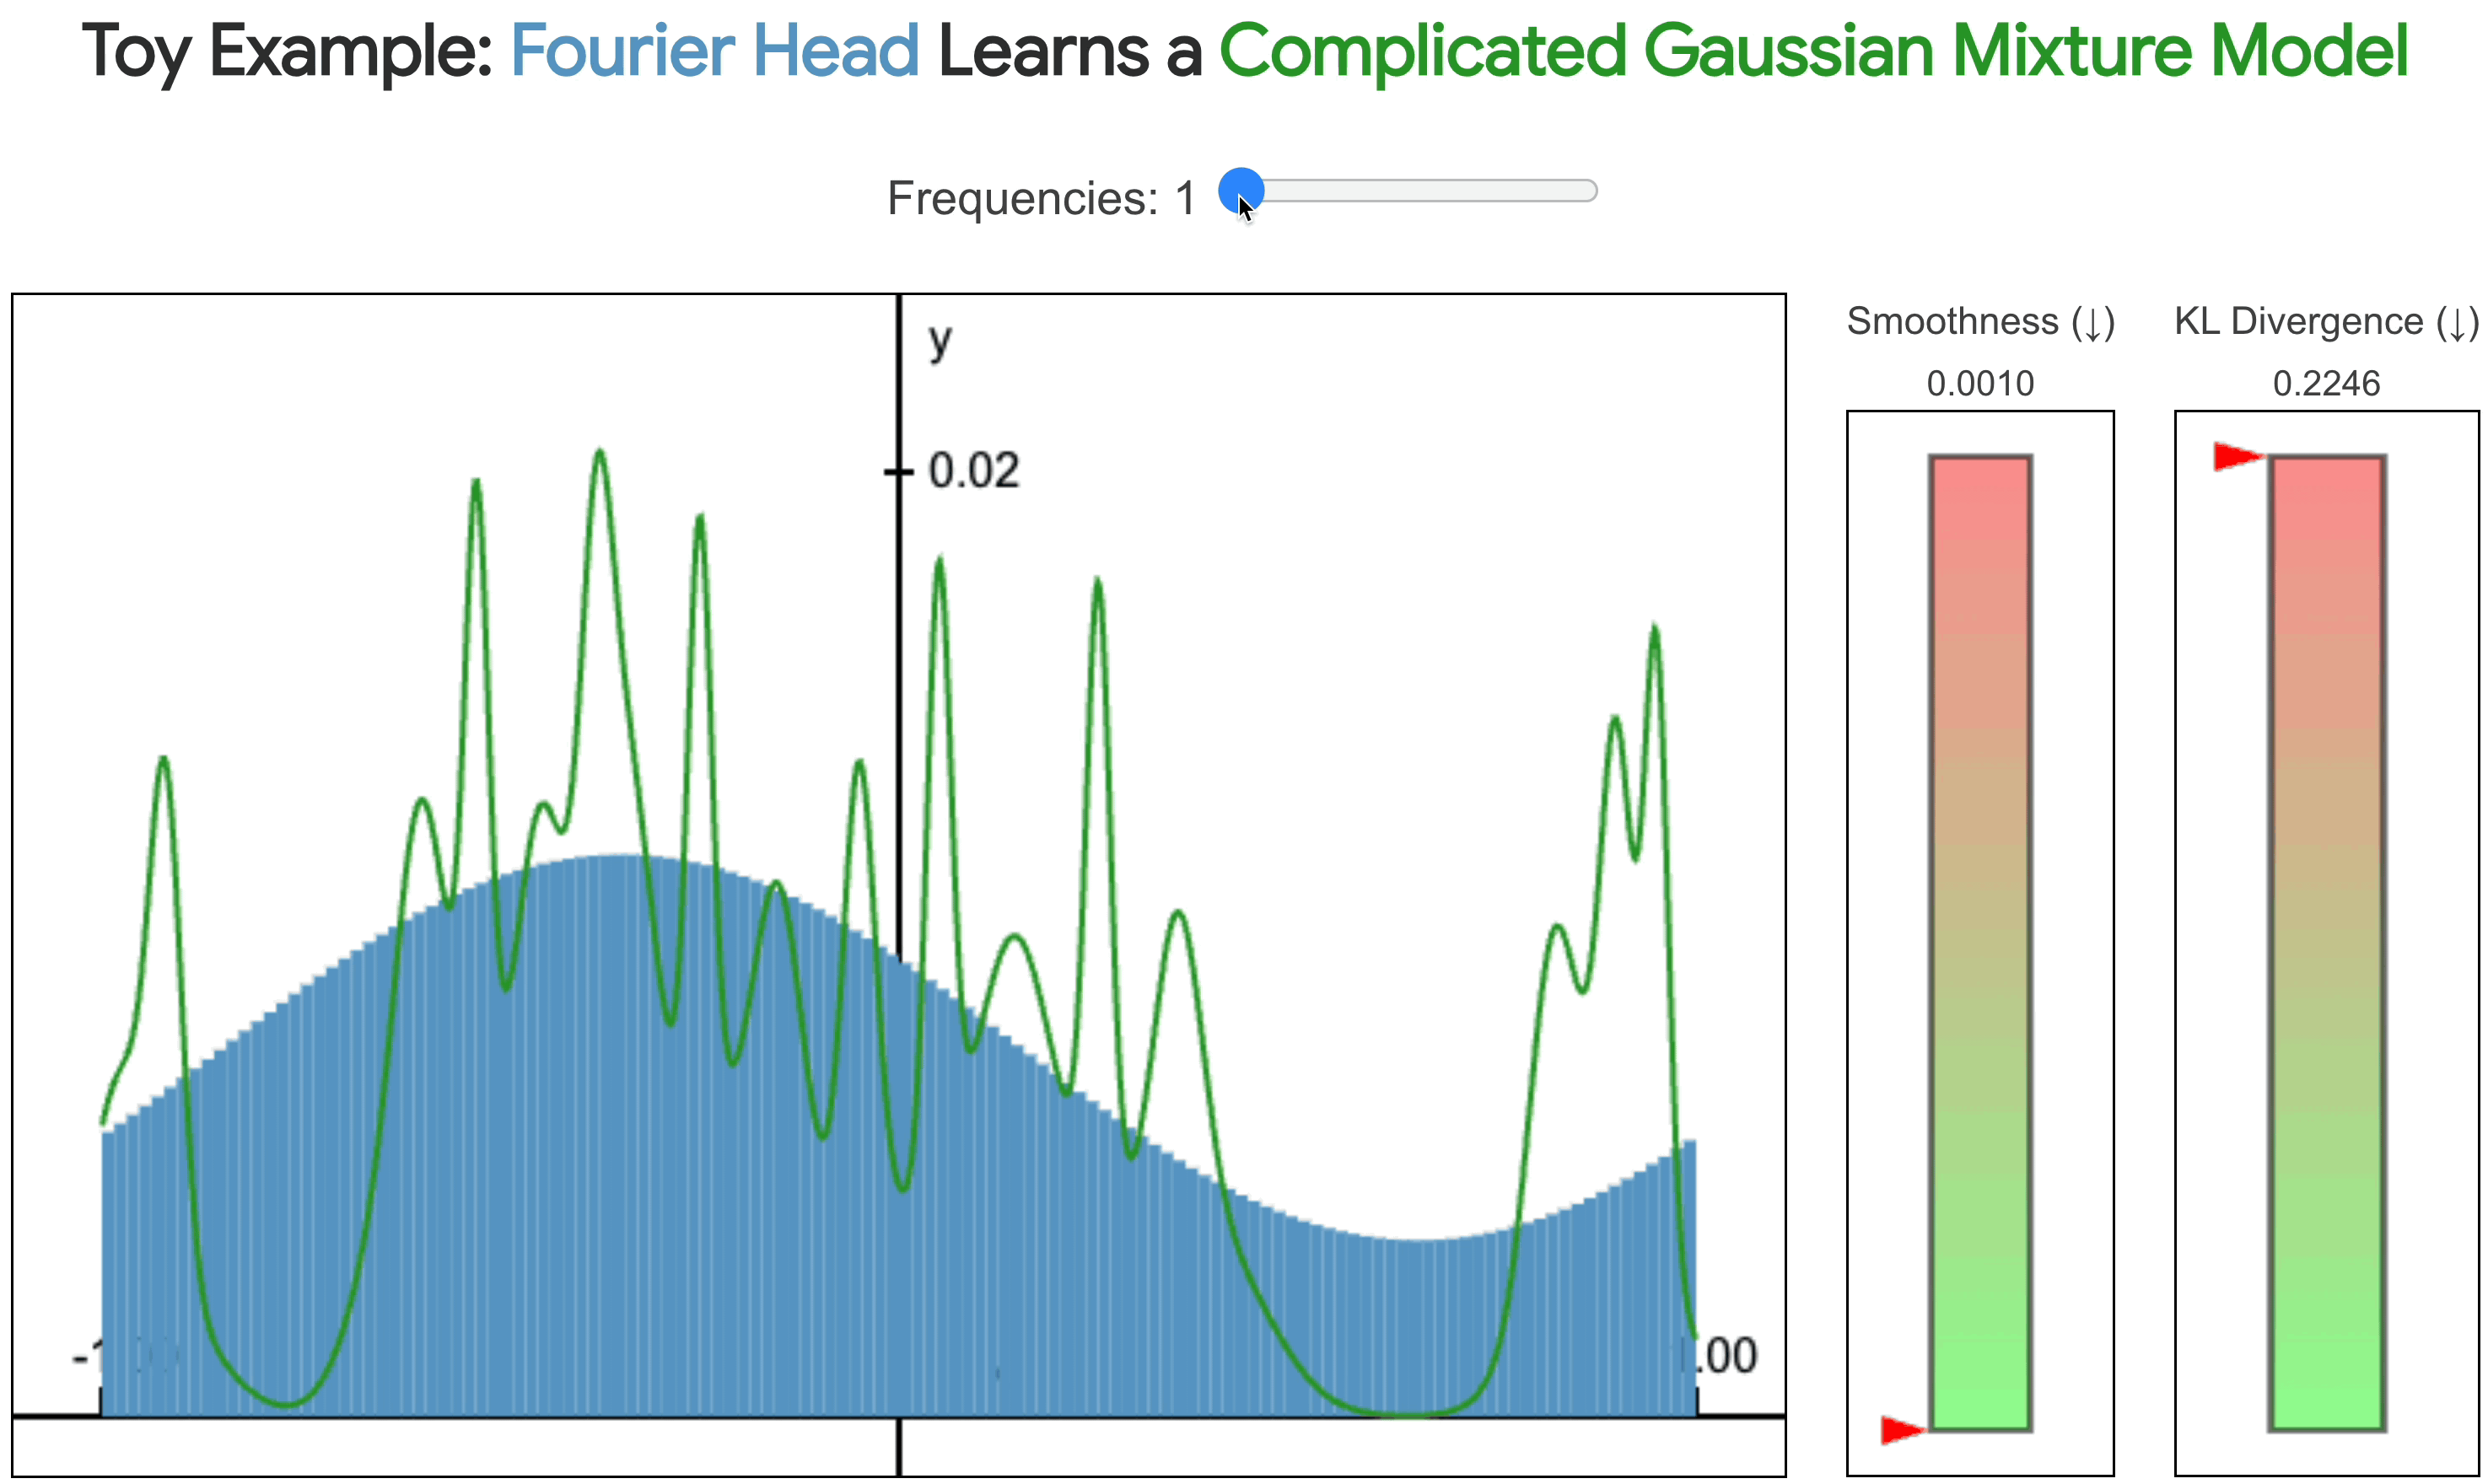 Toy Example: Fourier Head Learns a Complicated Gaussian Mixture Model
Frequencies: 1
y
0.02
Smoothness (↓)
0.0010
KL Divergence (↓)
0.2246
.00